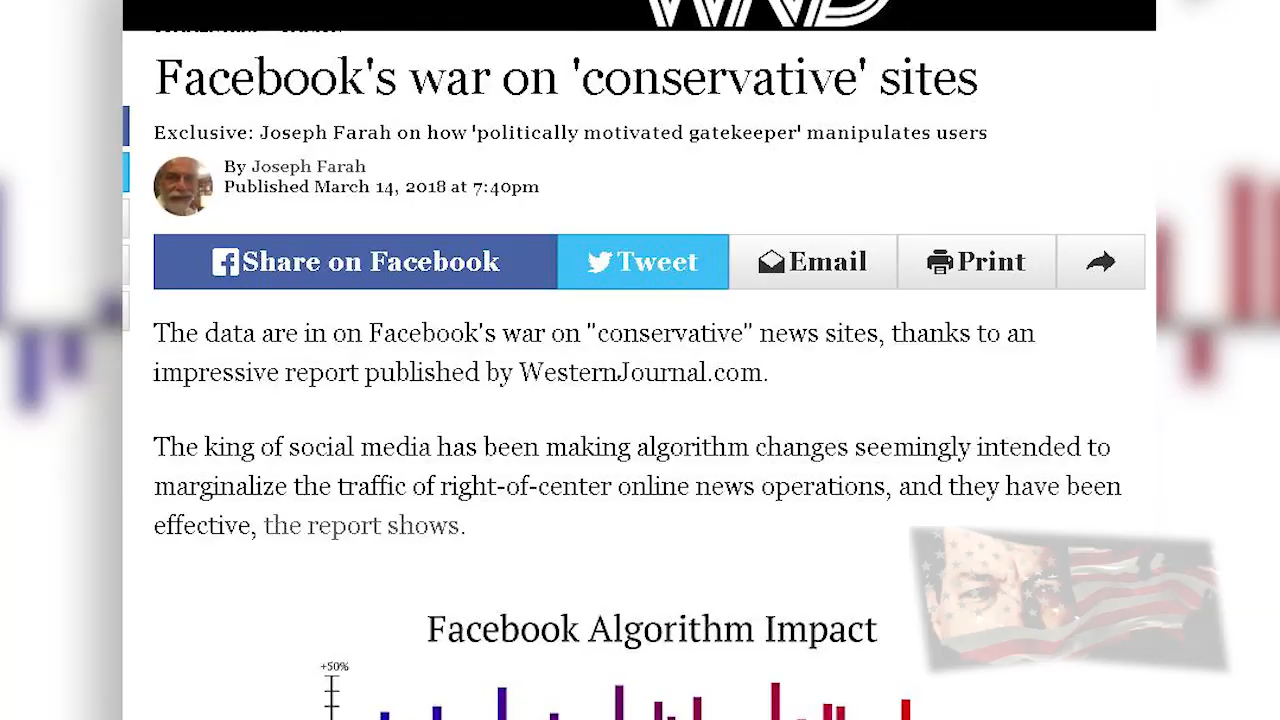 WND
Facebook's war on 'conservative' sites
Exclusive: Joseph Farah on how 'politically motivated gatekeeper' manipulates users
By Joseph Farah
Published March 14, 2018 at 7:40pm
Share on Facebook
Tweet
Email
Print
The data are in on Facebook's war on "conservative" news sites, thanks to an
impressive report published by WesternJournal.com.
The king of social media has been making algorithm changes seemingly intended to
marginalize the traffic of right-of-center online news operations, and they have been
effective, the report shows.
Facebook Algorithm Impact
+50%